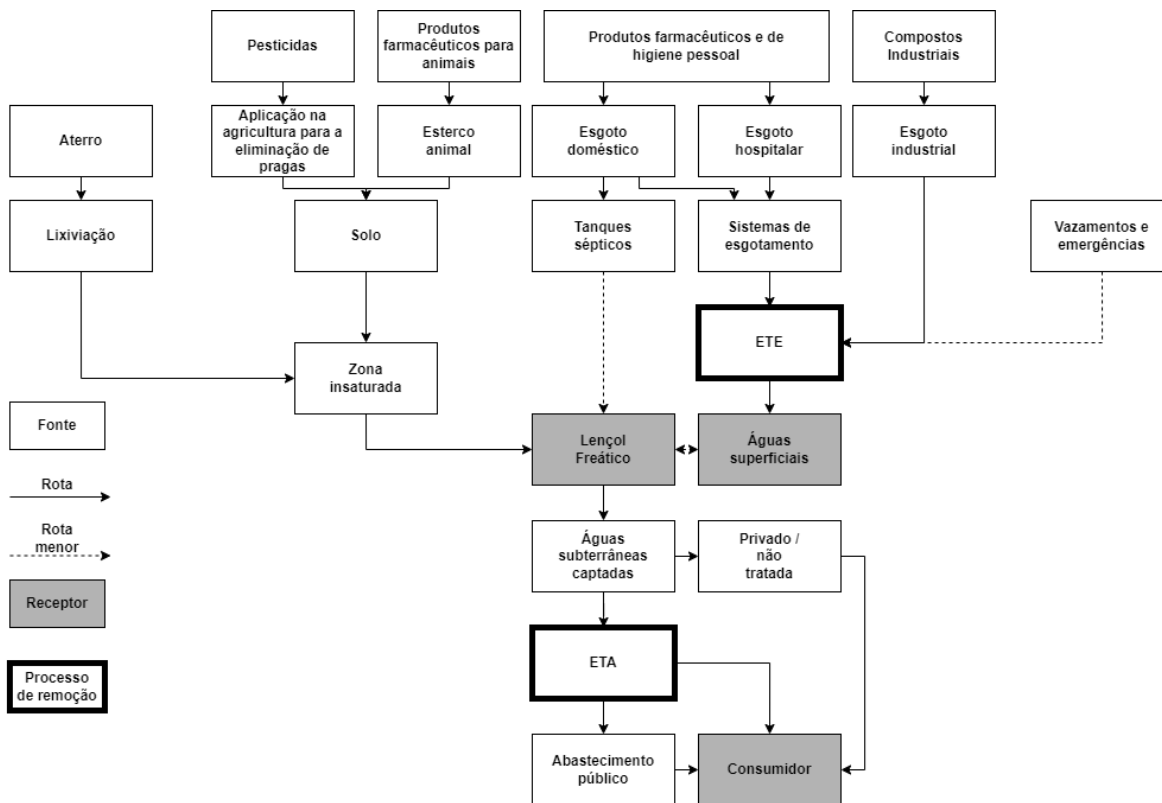 Pesticidas
Produtos
farmacêuticos para
animais
Produtos farmacêuticos e de
higiene pessoal
Compostos
Industriais
Aterro
Aplicação na
agricultura para a
eliminação de
pragas
Esterco
animal
Esgoto
doméstico
Esgoto
hospitalar
Esgoto
industrial
Lixiviação
Solo
Tanques
sépticos
Sistemas de
esgotamento
Vazamentos e
emergências
ETE
Zona
insaturada
Fonte
Lençol
Freático
Águas
superficiais
Rota
Rota
menor
Águas
subterrâneas
captadas
Privado /
não
tratada
Receptor
ETA
Processo
de remoção
Abastecimento
público
Consumidor